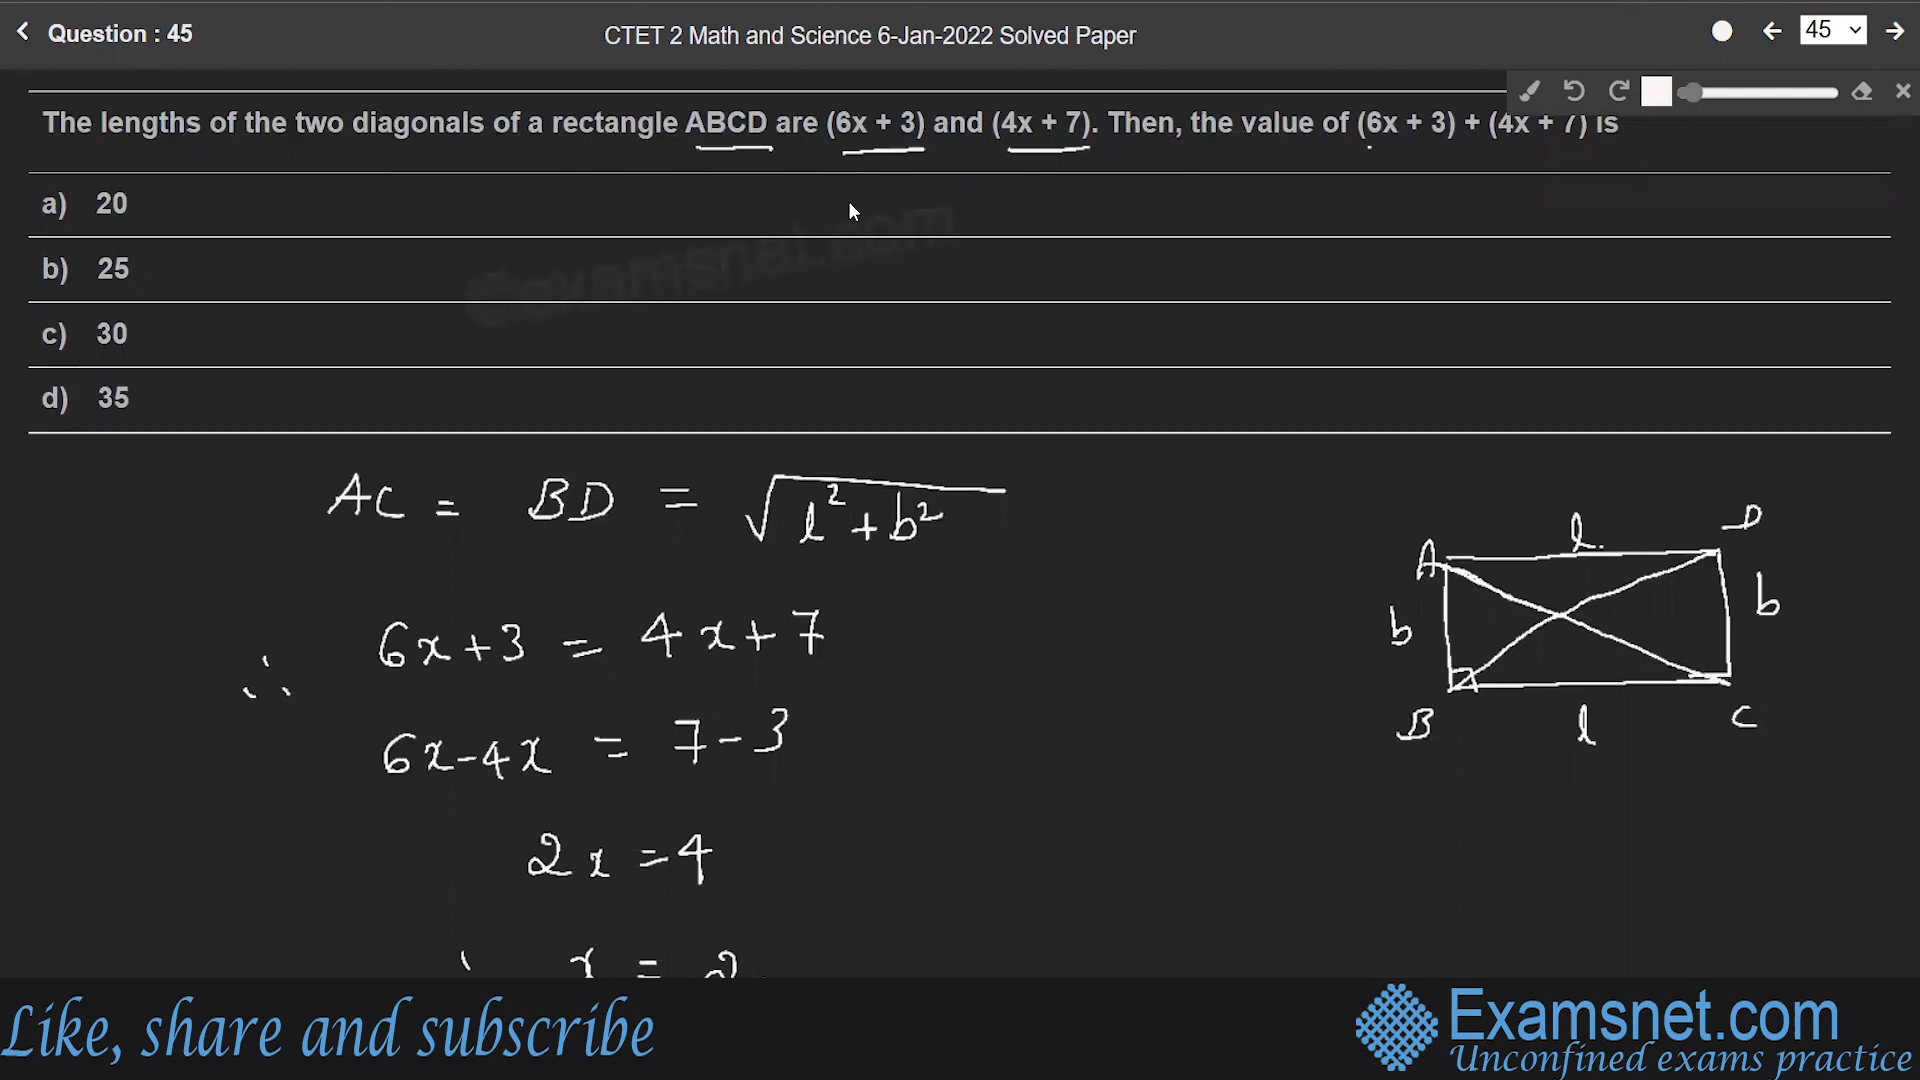 Question : 45
CTET 2 Math and Science 6-Jan-2022 Solved Paper
45
The lengths of the two diagonals of a rectangle ABCD are (6x + 3) and (4x + 7). Then, the value of (6x + 3) + (4x + 7) is
a) 20
b) 25
c) 30
d) 35
©examsnet.com
AC = BD = √(l² + b²)
∴ 6x + 3 = 4x + 7
6x - 4x = 7 - 3
2x = 4
x = 2
A l D
b b
B l C
Like, share and subscribe
Examsnet.com
Unconfined exams practice